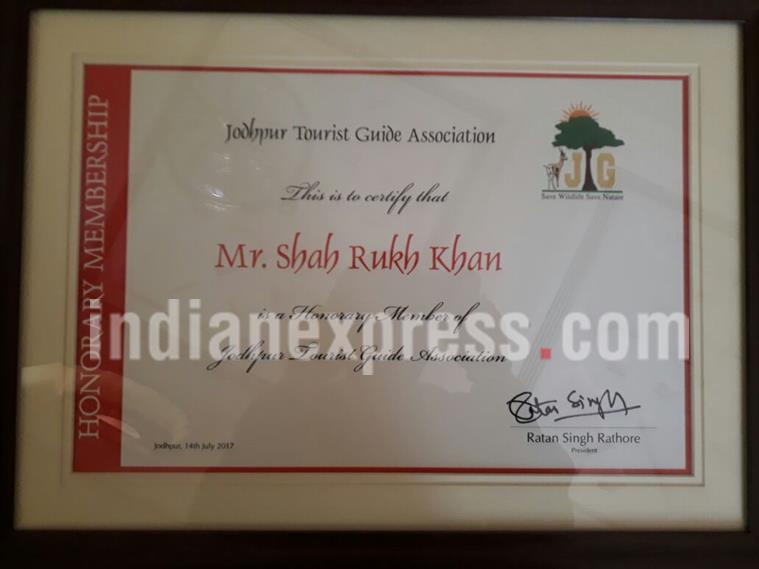 HONORARY MEMBERSHIP
Jodhpur Tourist Guide Association
JG
Save Wildlife Save Nature
This is to certify that
Mr. Shah Rukh Khan
is a Honorary Member of
indianexpress.com
Jodhpur Tourist Guide Association
Ratan Singh
Ratan Singh Rathore
President
Jodhpur, 14th July 2017